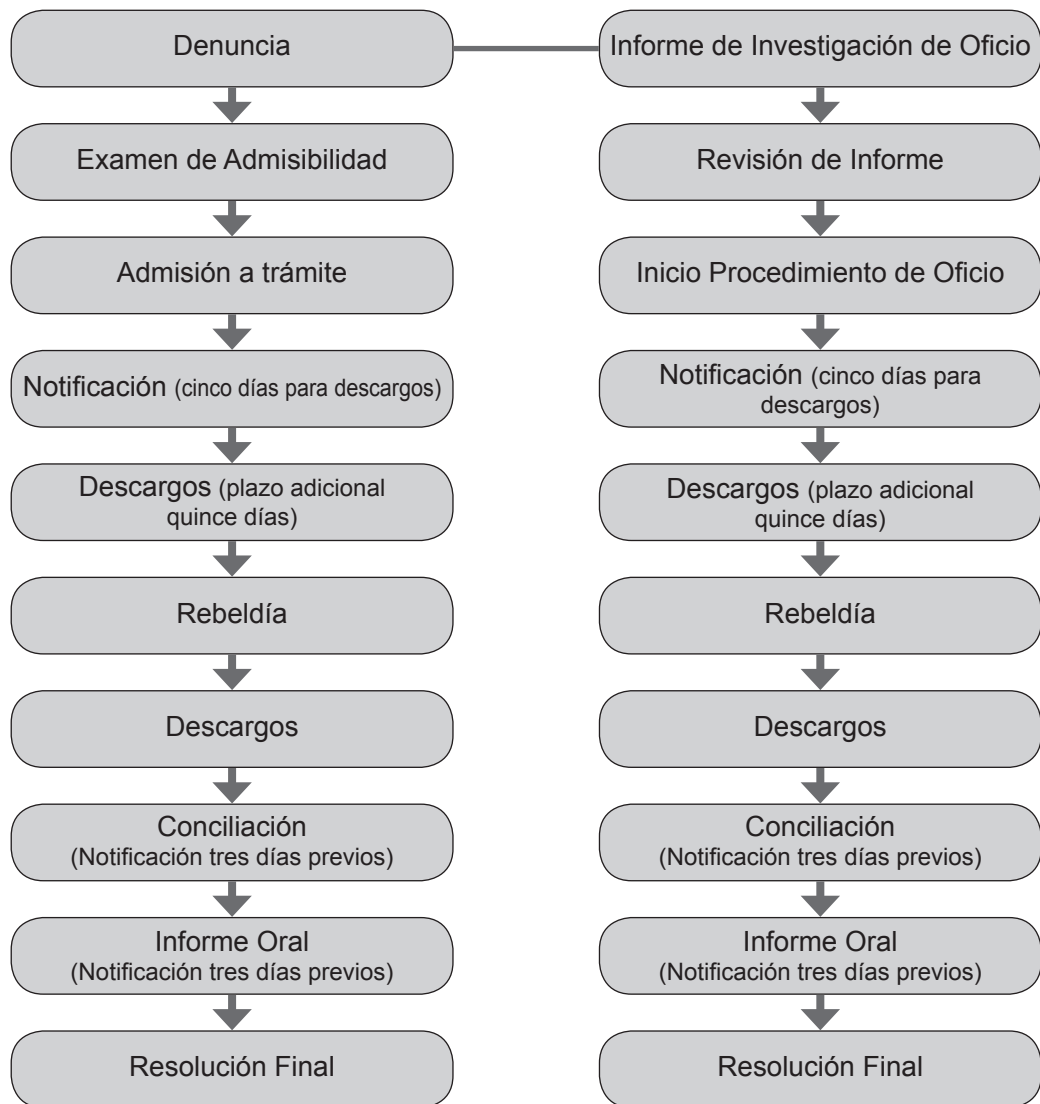 Denuncia
Examen de Admisibilidad
Admisión a trámite
Notificación (cinco días para descargos)
Descargos (plazo adicional
quince días)
Rebeldía
Descargos
Conciliación
(Notificación tres días previos)
Informe Oral
(Notificación tres días previos)
Resolución Final
Informe de Investigación de Oficio
Revisión de Informe
Inicio Procedimiento de Oficio
Notificación (cinco días para
descargos)
Descargos (plazo adicional
quince días)
Rebeldía
Descargos
Conciliación
(Notificación tres días previos)
Informe Oral
(Notificación tres días previos)
Resolución Final